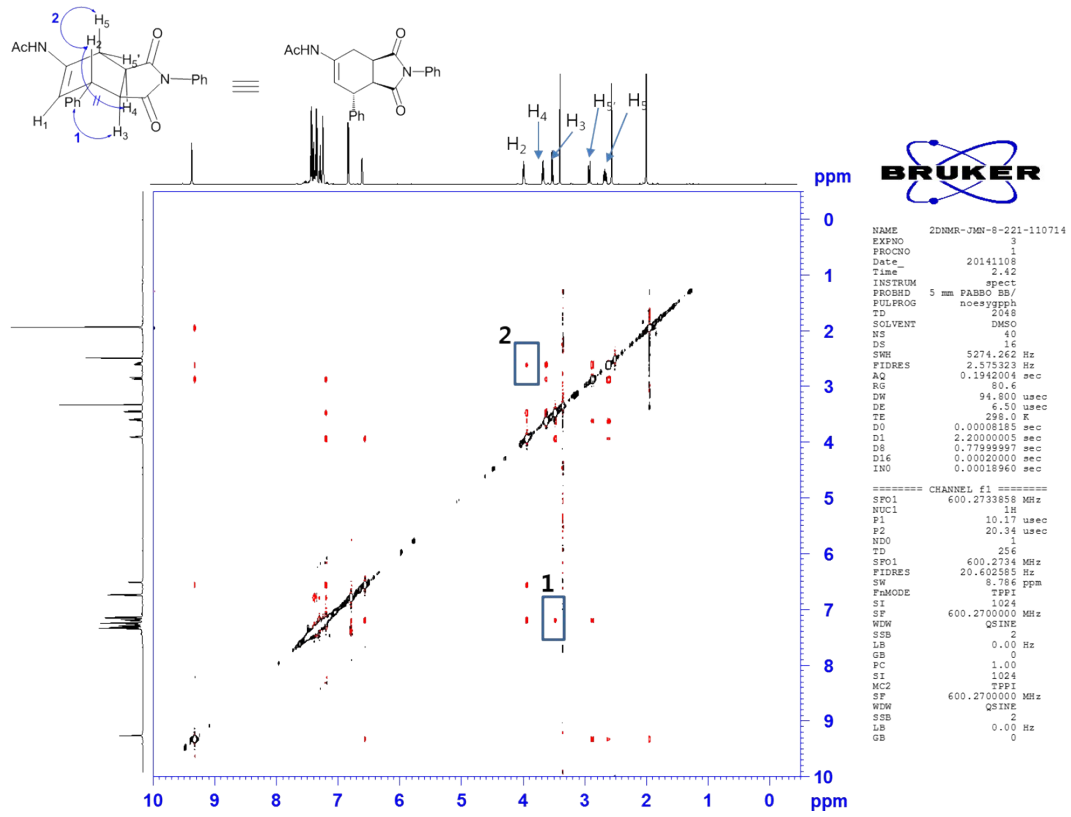 2
H5
H2
AcHN
H5'
O
N
Ph
H4
O
Ph
H1
1
H3
AcHN
O
N
Ph
O
Ph
H2
H4
H3
H5'
H5
ppm
BRUKER
0
1
2
3
4
5
6
7
8
9
10
2
1
10 9 8 7 6 5 4 3 2 1 0 ppm
NAME 2DNMR-JMN-8-221-110714
EXPNO 3
PROCNO 1
Date_ 20141108
Time 2.42
INSTRUM spect
PROBHD 5 mm PABBO BB/
PULPROG noesygpph
TD 2048
SOLVENT DMSO
NS 40
DS 16
SWH 5274.262 Hz
FIDRES 2.575323 Hz
AQ 0.1942004 sec
RG 80.6
DW 94.800 usec
DE 6.50 usec
TE 298.0 K
D0 0.00008185 sec
D1 2.20000005 sec
D8 0.77999997 sec
D16 0.00020000 sec
IN0 0.00018960 sec
======== CHANNEL f1 ========
SFO1 600.2733858 MHz
NUC1 1H
P1 10.17 usec
P2 20.34 usec
ND0 1
TD 256
SFO1 600.2734 MHz
FIDRES 20.602585 Hz
SW 8.786 ppm
FnMODE TPPI
SI 1024
SF 600.2700000 MHz
WDW QSINE
SSB 2
LB 0.00 Hz
GB 0
PC 1.00
SI 1024
MC2 TPPI
SF 600.2700000 MHz
WDW QSINE
SSB 2
LB 0.00 Hz
GB 0